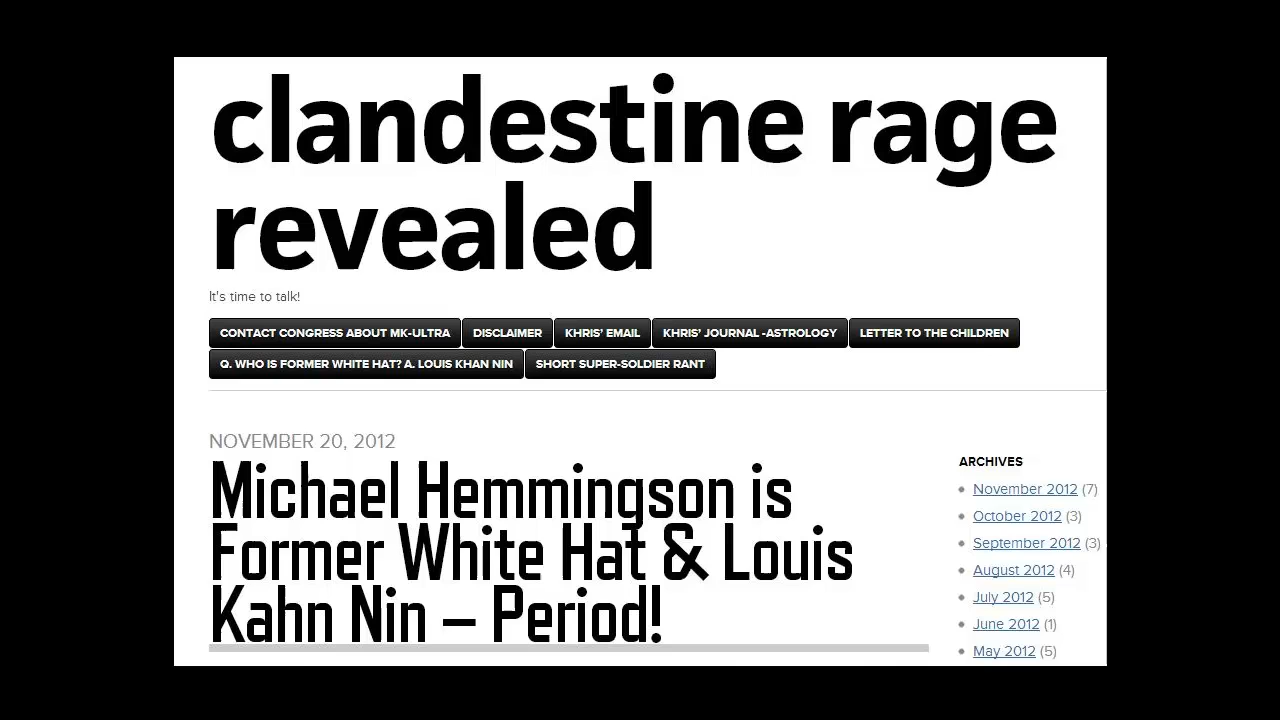 clandestine rage
revealed
It's time to talk!
CONTACT CONGRESS ABOUT MK-ULTRA DISCLAIMER KHRIS' EMAIL KHRIS' JOURNAL -ASTROLOGY LETTER TO THE CHILDREN
Q. WHO IS FORMER WHITE HAT? A. LOUIS KHAN NIN SHORT SUPER-SOLDIER RANT
NOVEMBER 20, 2012
Michael Hemmingson is
Former White Hat & Louis
Kahn Nin – Period!
ARCHIVES
November 2012 (7)
October 2012 (3)
September 2012 (3)
August 2012 (4)
July 2012 (5)
June 2012 (1)
May 2012 (5)